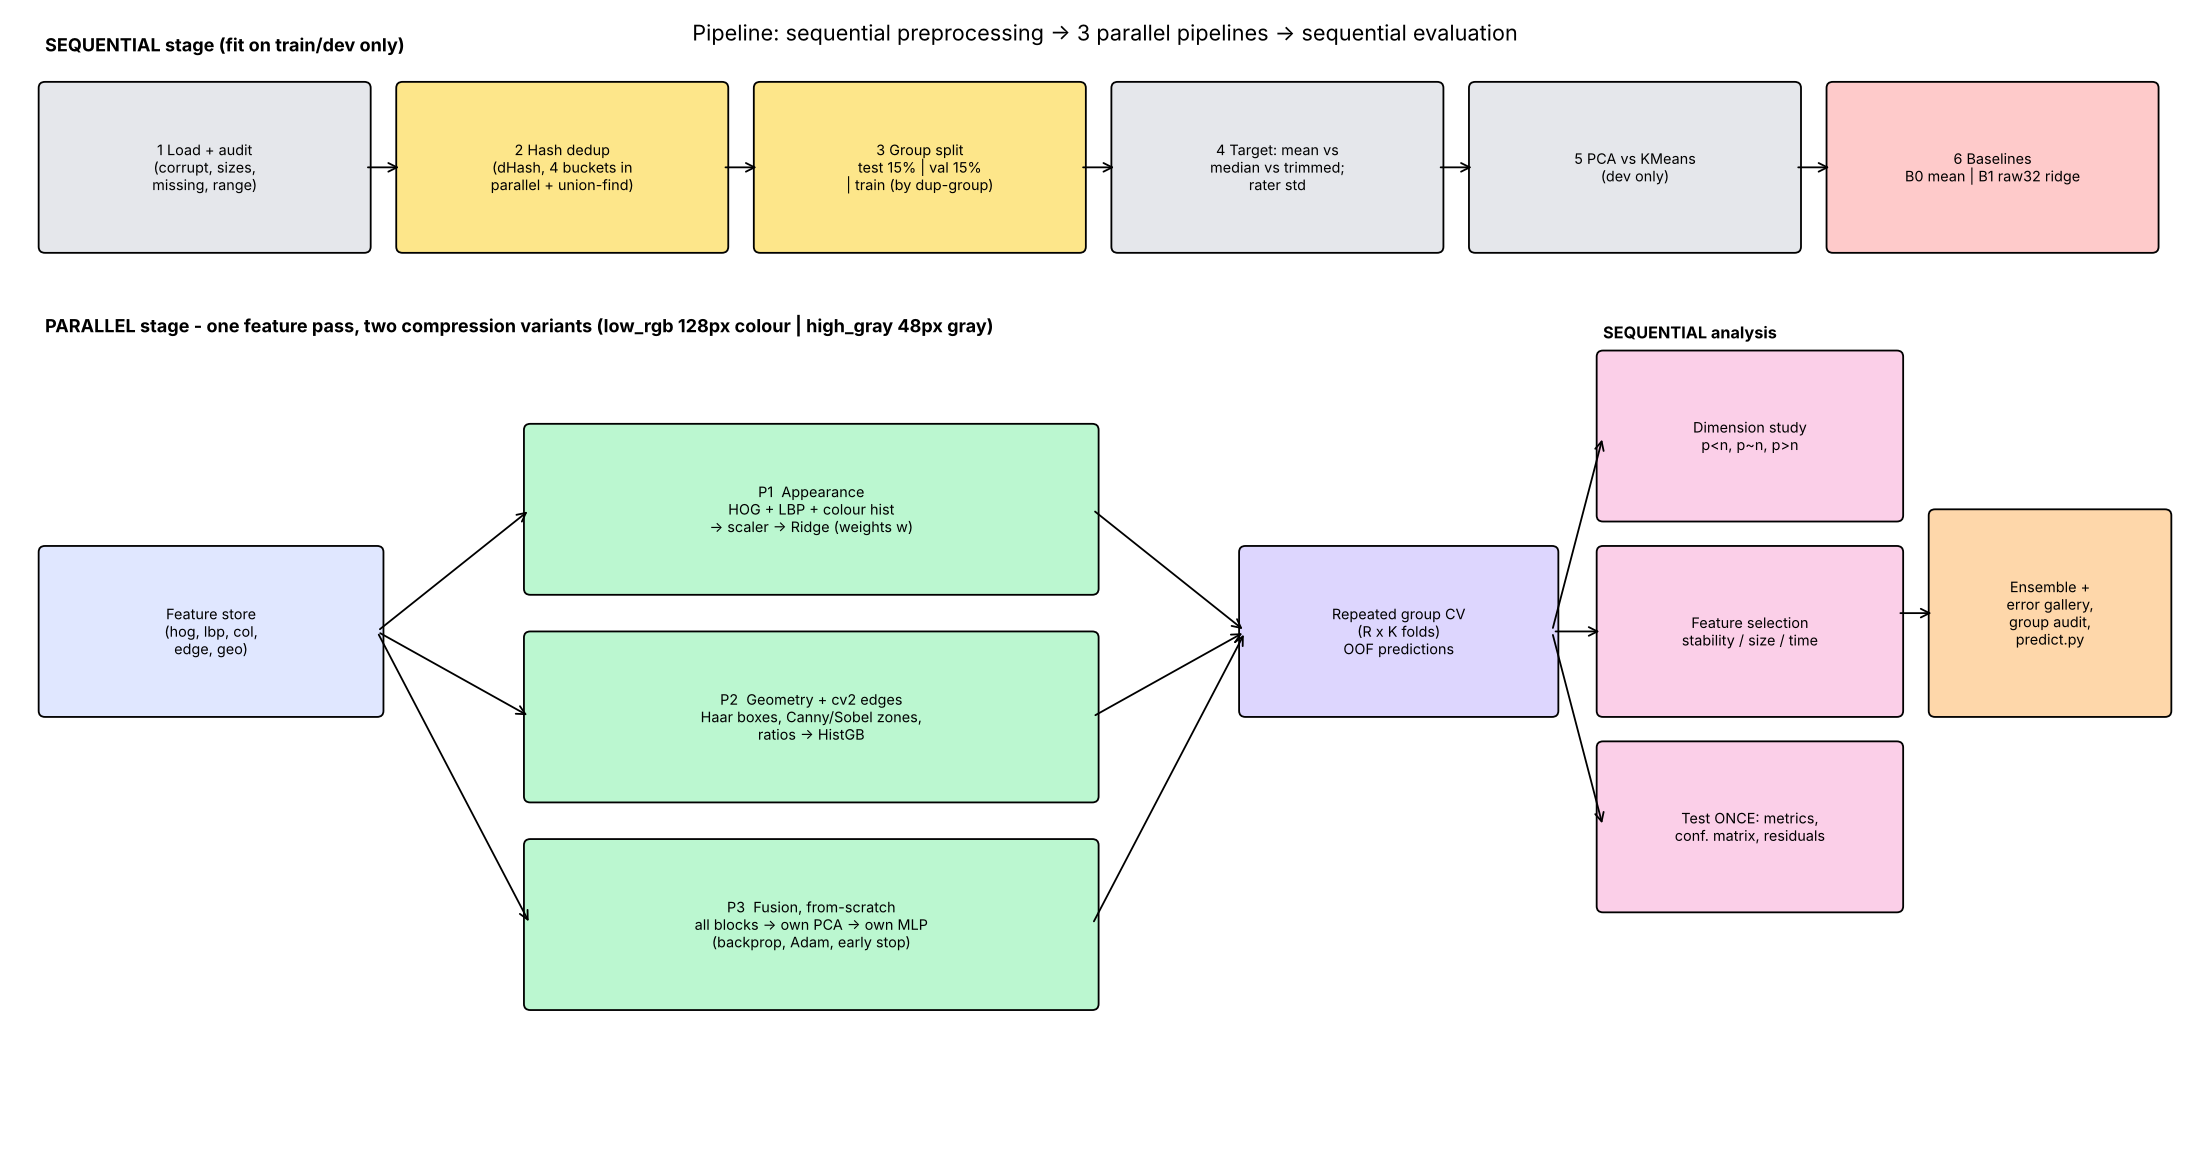 Pipeline: sequential preprocessing → 3 parallel pipelines → sequential evaluation
SEQUENTIAL stage (fit on train/dev only)
1 Load + audit
(corrupt, sizes,
missing, range)
2 Hash dedup
(dHash, 4 buckets in
parallel + union-find)
3 Group split
test 15% | val 15%
| train (by dup-group)
4 Target: mean vs
median vs trimmed;
rater std
5 PCA vs KMeans
(dev only)
6 Baselines
B0 mean | B1 raw32 ridge
PARALLEL stage - one feature pass, two compression variants (low_rgb 128px colour | high_gray 48px gray)
Feature store
(hog, lbp, col,
edge, geo)
P1  Appearance
HOG + LBP + colour hist
→ scaler → Ridge (weights w)
P2  Geometry + cv2 edges
Haar boxes, Canny/Sobel zones,
ratios → HistGB
P3  Fusion, from-scratch
all blocks → own PCA → own MLP
(backprop, Adam, early stop)
Repeated group CV
(R x K folds)
OOF predictions
SEQUENTIAL analysis
Dimension study
p<n, p~n, p>n
Feature selection
stability / size / time
Test ONCE: metrics,
conf. matrix, residuals
Ensemble +
error gallery,
group audit,
predict.py